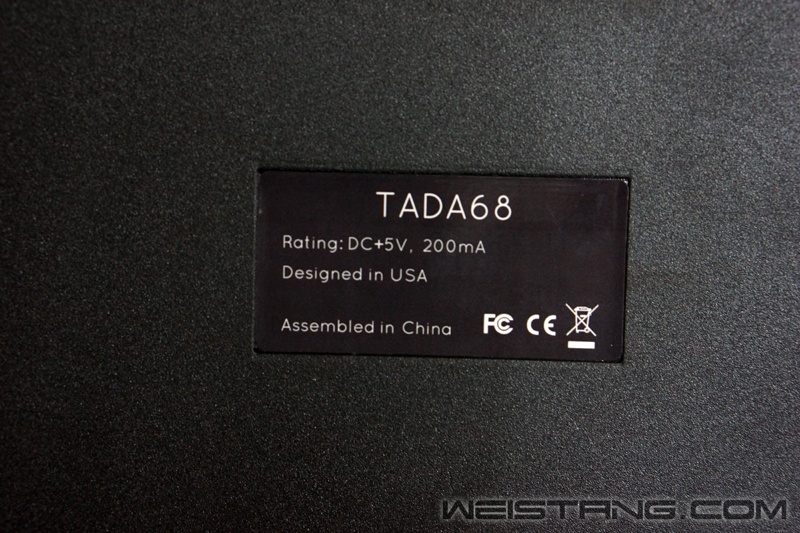 TADA68
Rating: DC+5V, 200mA
Designed in USA
Assembled in China FC CE
WEISTANG.COM